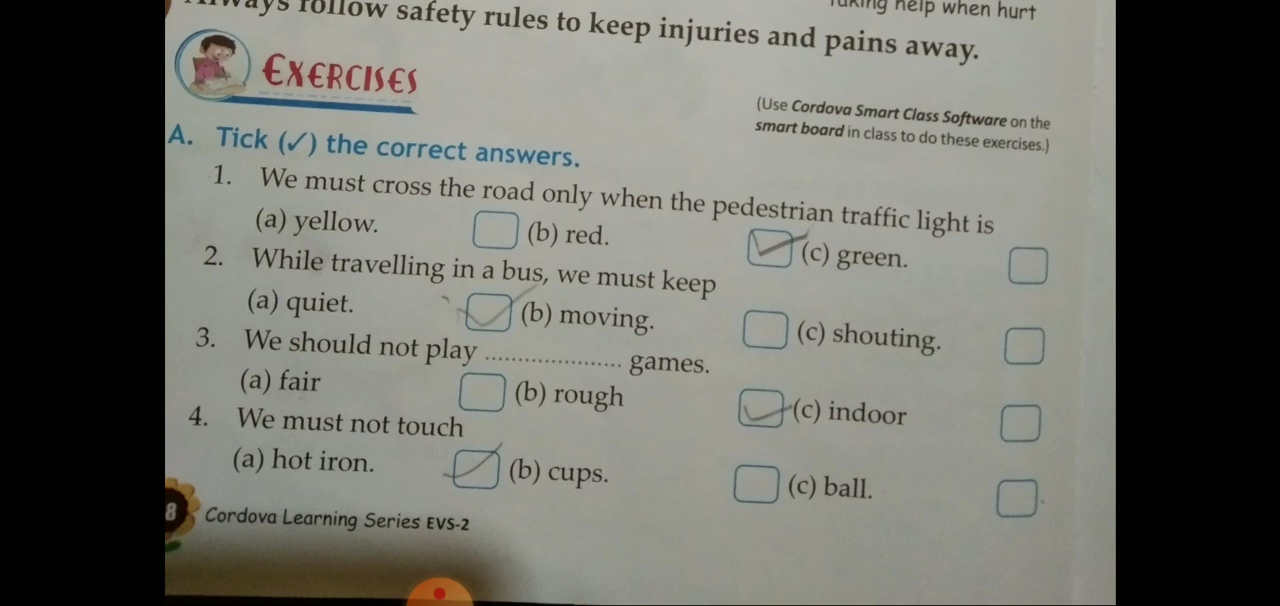 Taking help when hurt
Always follow safety rules to keep injuries and pains away.
EXERCISES
(Use Cordova Smart Class Software on the
smart board in class to do these exercises.)
A. Tick (✓) the correct answers.
1. We must cross the road only when the pedestrian traffic light is
(a) yellow. (b) red. (c) green.
2. While travelling in a bus, we must keep
(a) quiet. (b) moving. (c) shouting.
3. We should not play .................... games.
(a) fair (b) rough (c) indoor
4. We must not touch
(a) hot iron. (b) cups. (c) ball.
8 Cordova Learning Series EVS-2